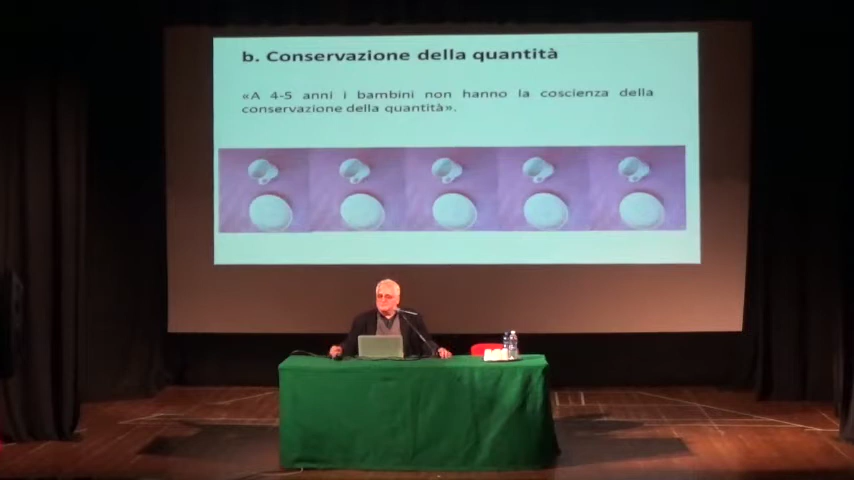 b. Conservazione della quantità
«A 4-5 anni i bambini non hanno la coscienza della
conservazione della quantità».